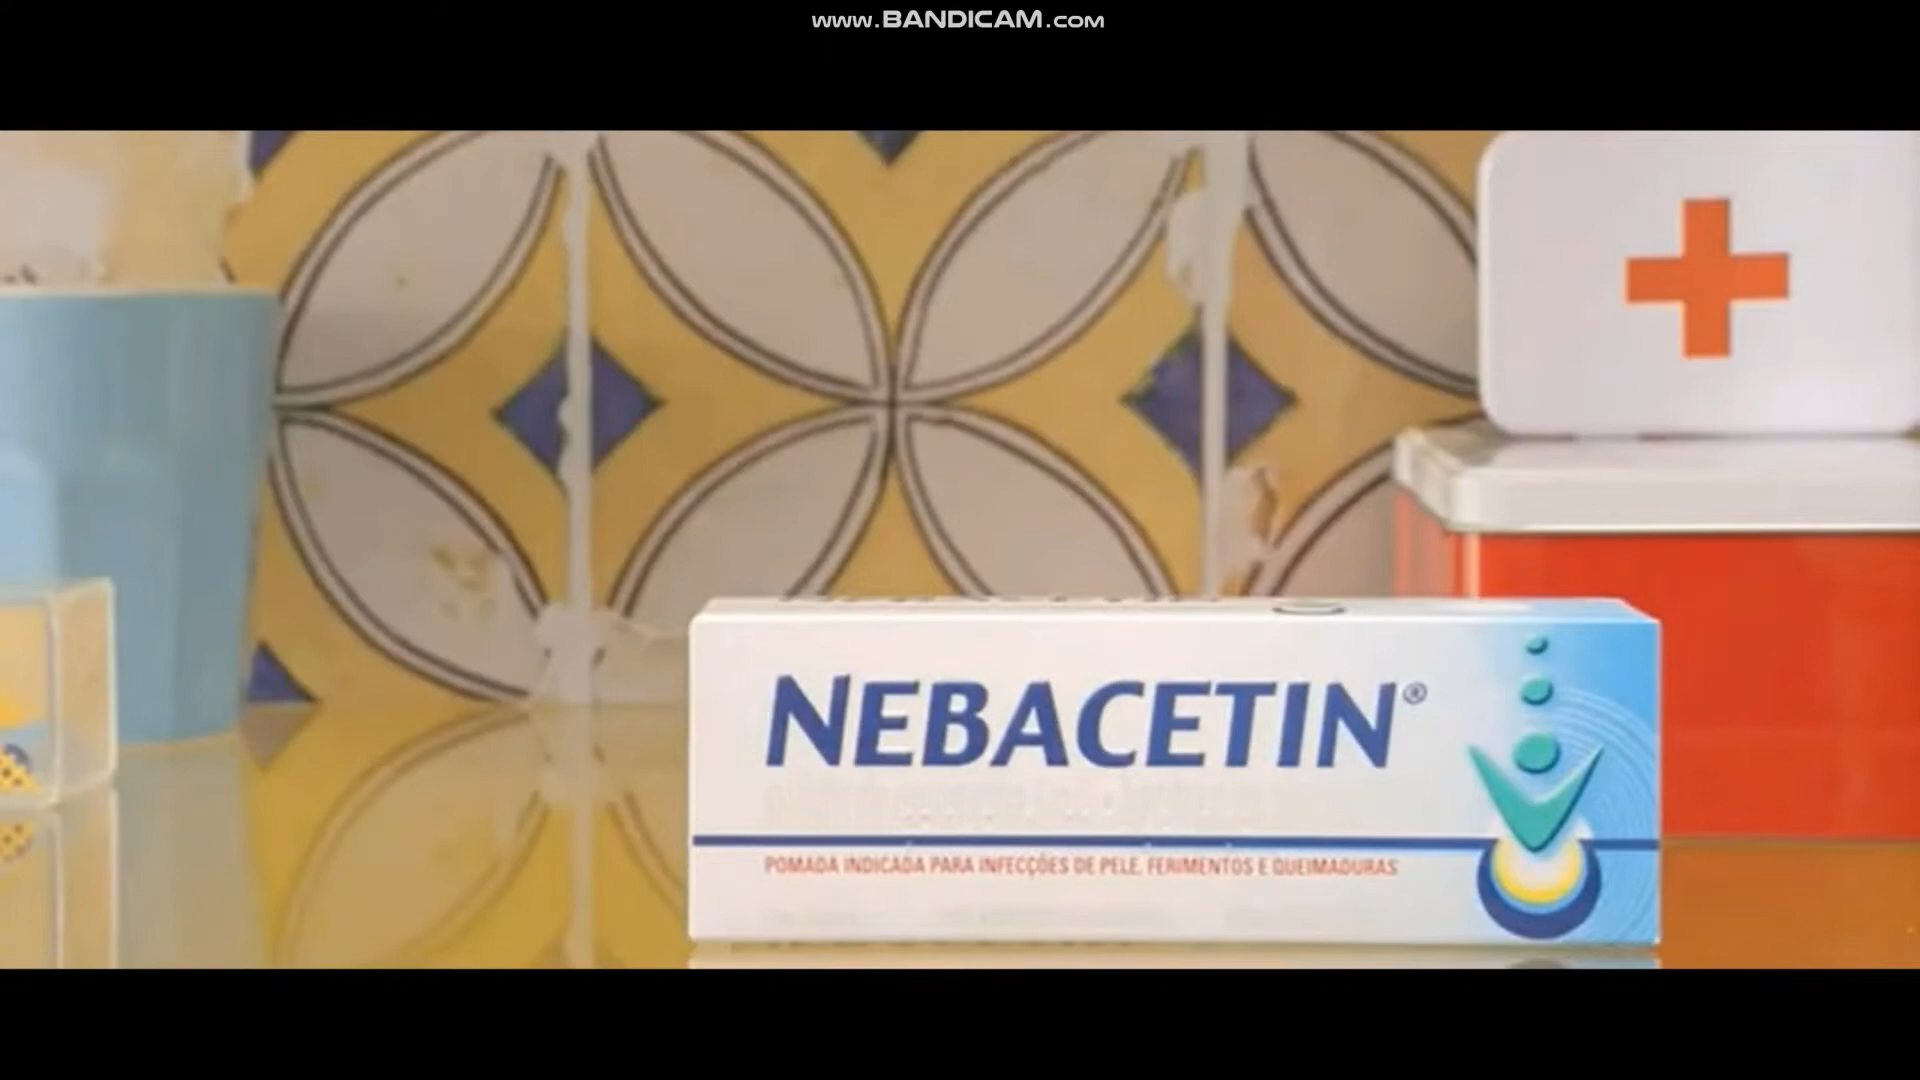 www.BANDICAM.com
NEBACETIN®
POMADA INDICADA PARA INFECÇÕES DE PELE, FERIMENTOS E QUEIMADURAS